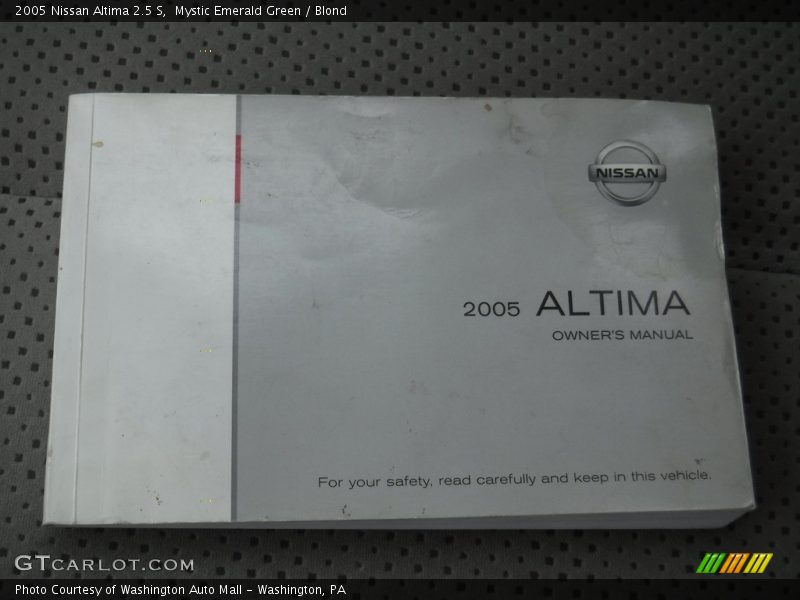 2005 Nissan Altima 2.5 S, Mystic Emerald Green / Blond
NISSAN
2005 ALTIMA
OWNER'S MANUAL
For your safety, read carefully and keep in this vehicle.
GTCARLOT.COM
Photo Courtesy of Washington Auto Mall - Washington, PA